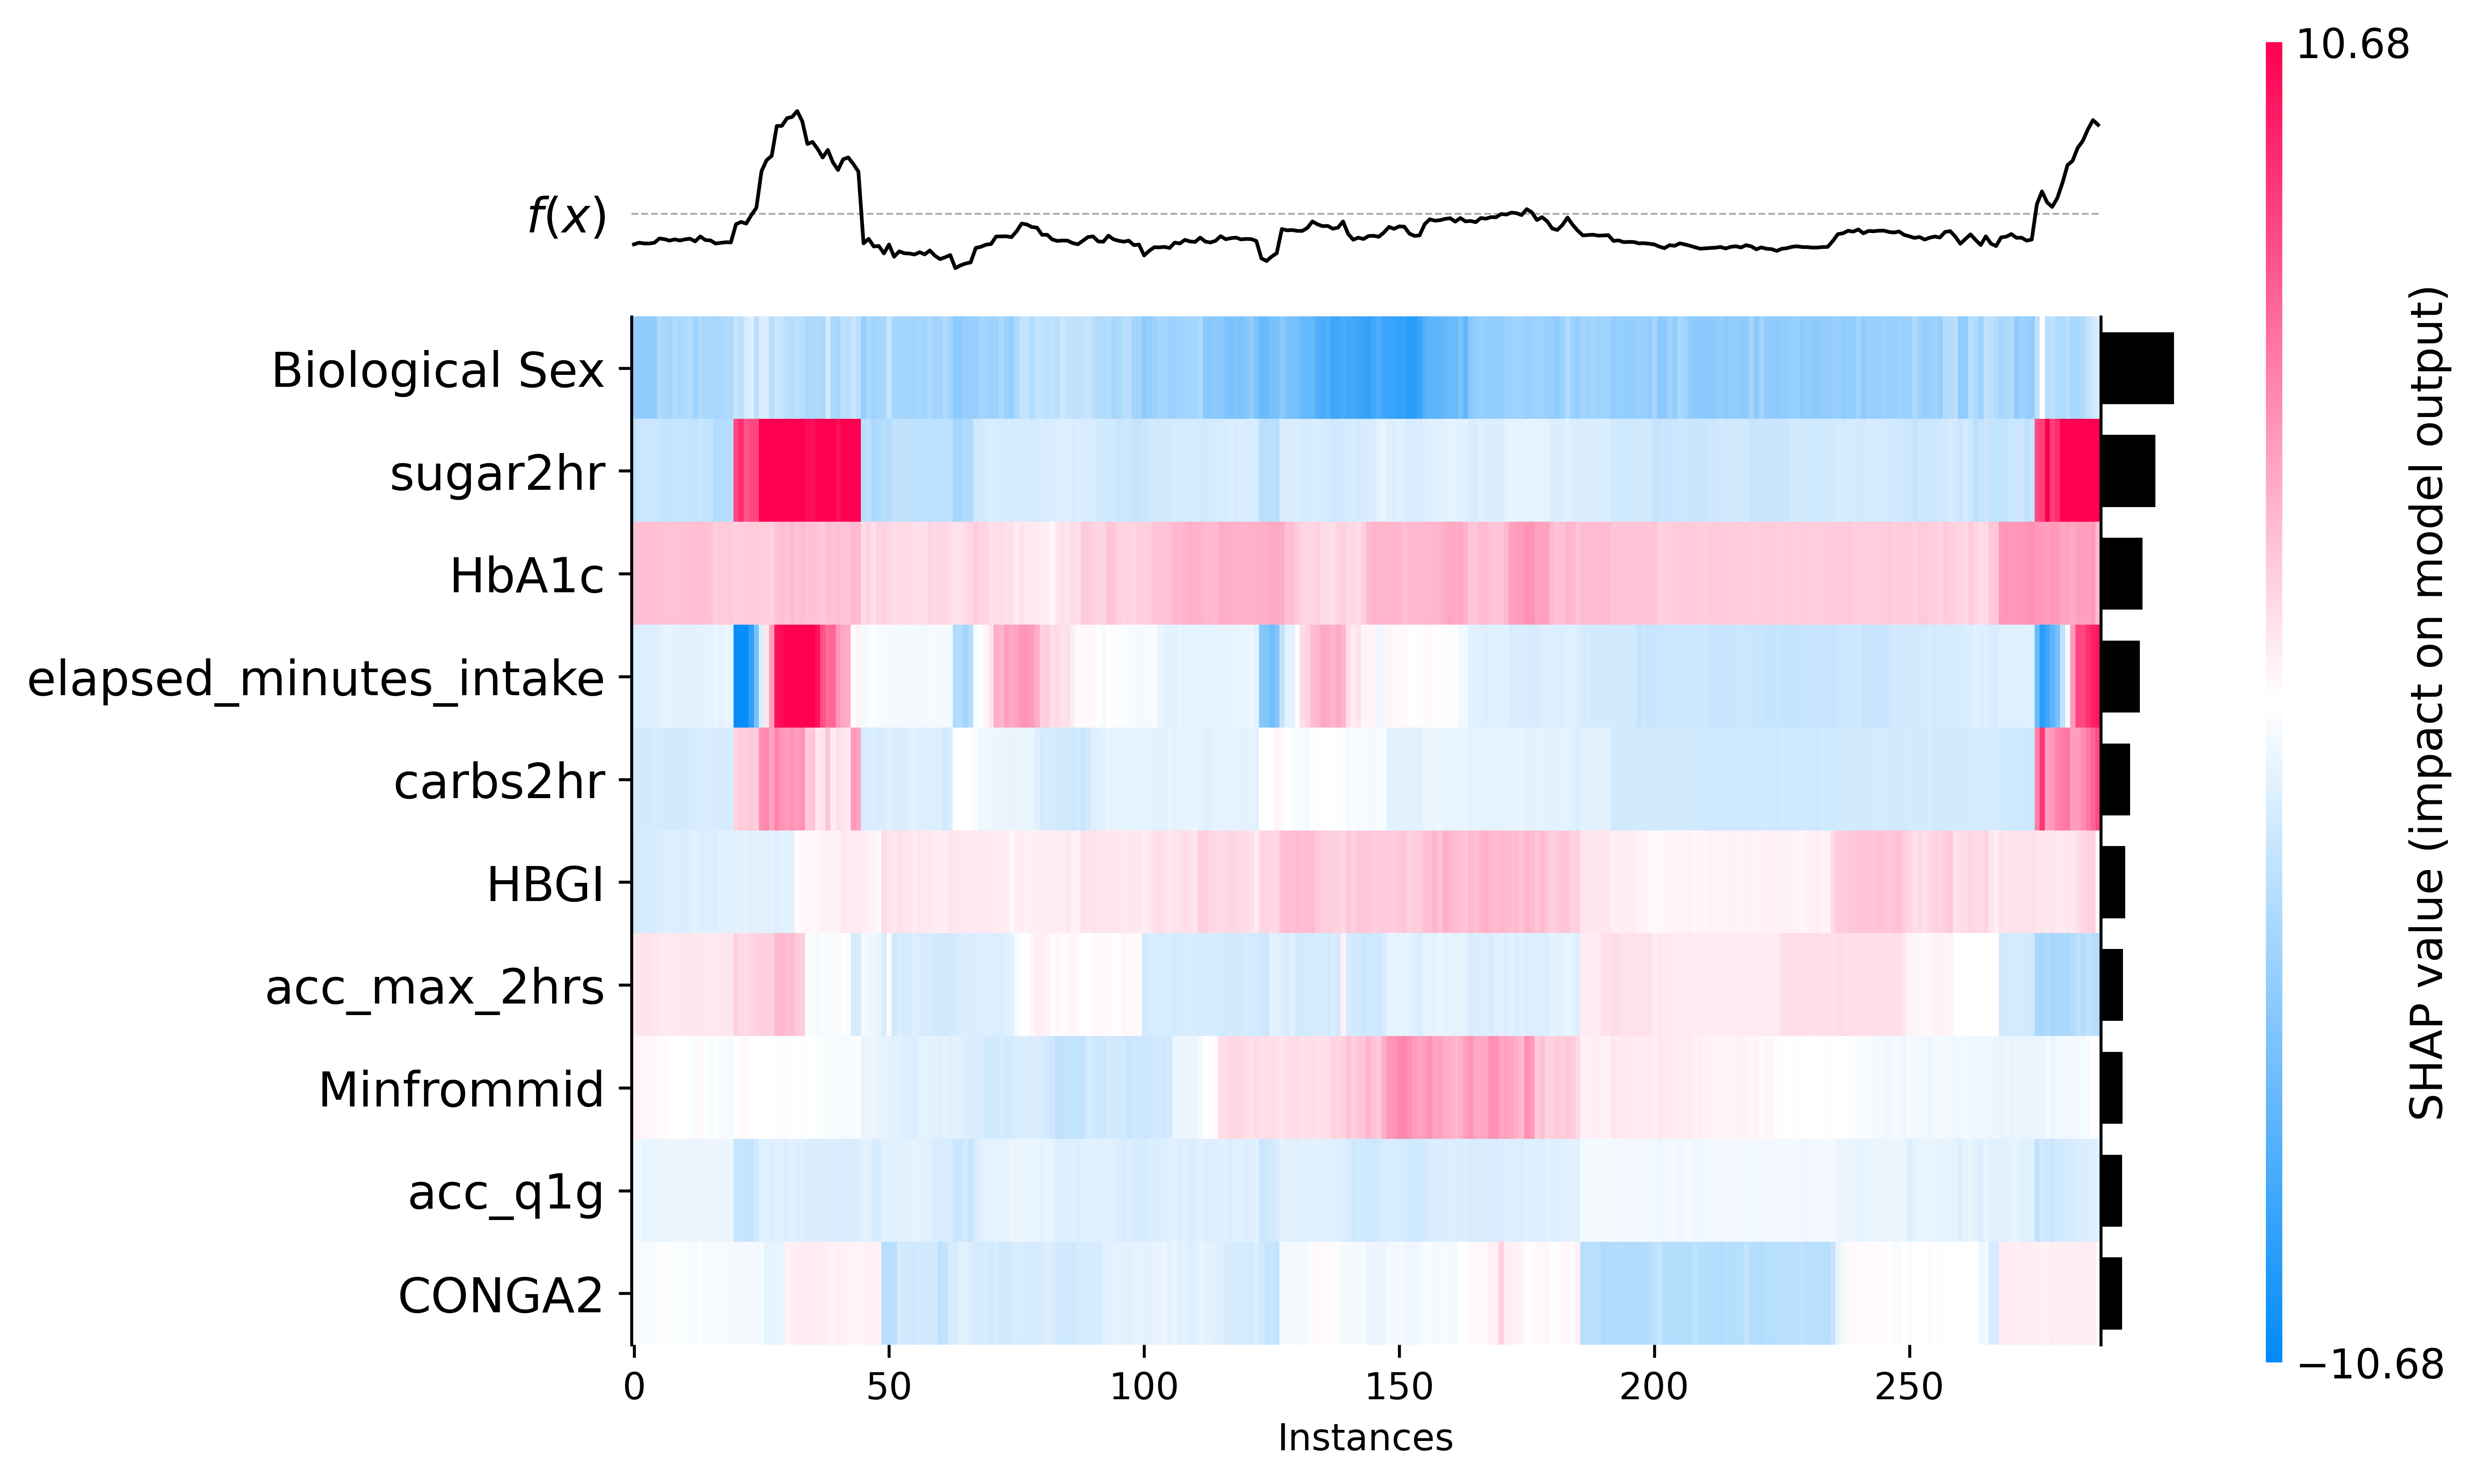 10.68
f(x)
Biological Sex
sugar2hr
HbA1c
elapsed_minutes_intake
carbs2hr
HBGI
acc_max_2hrs
Minfrommid
acc_q1g
CONGA2
0 50 100 150 200 250
Instances
−10.68
SHAP value (impact on model output)